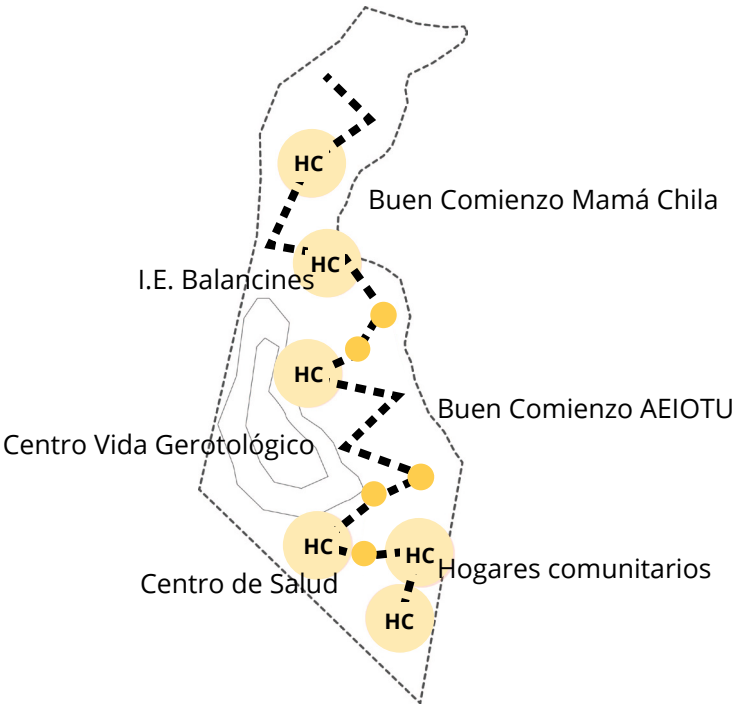 HC
Buen Comienzo Mamá Chila
HC
I.E. Balancines
HC
Buen Comienzo AEIOTU
Centro Vida Gerotológico
HC
HC
Hogares comunitarios
Centro de Salud
HC